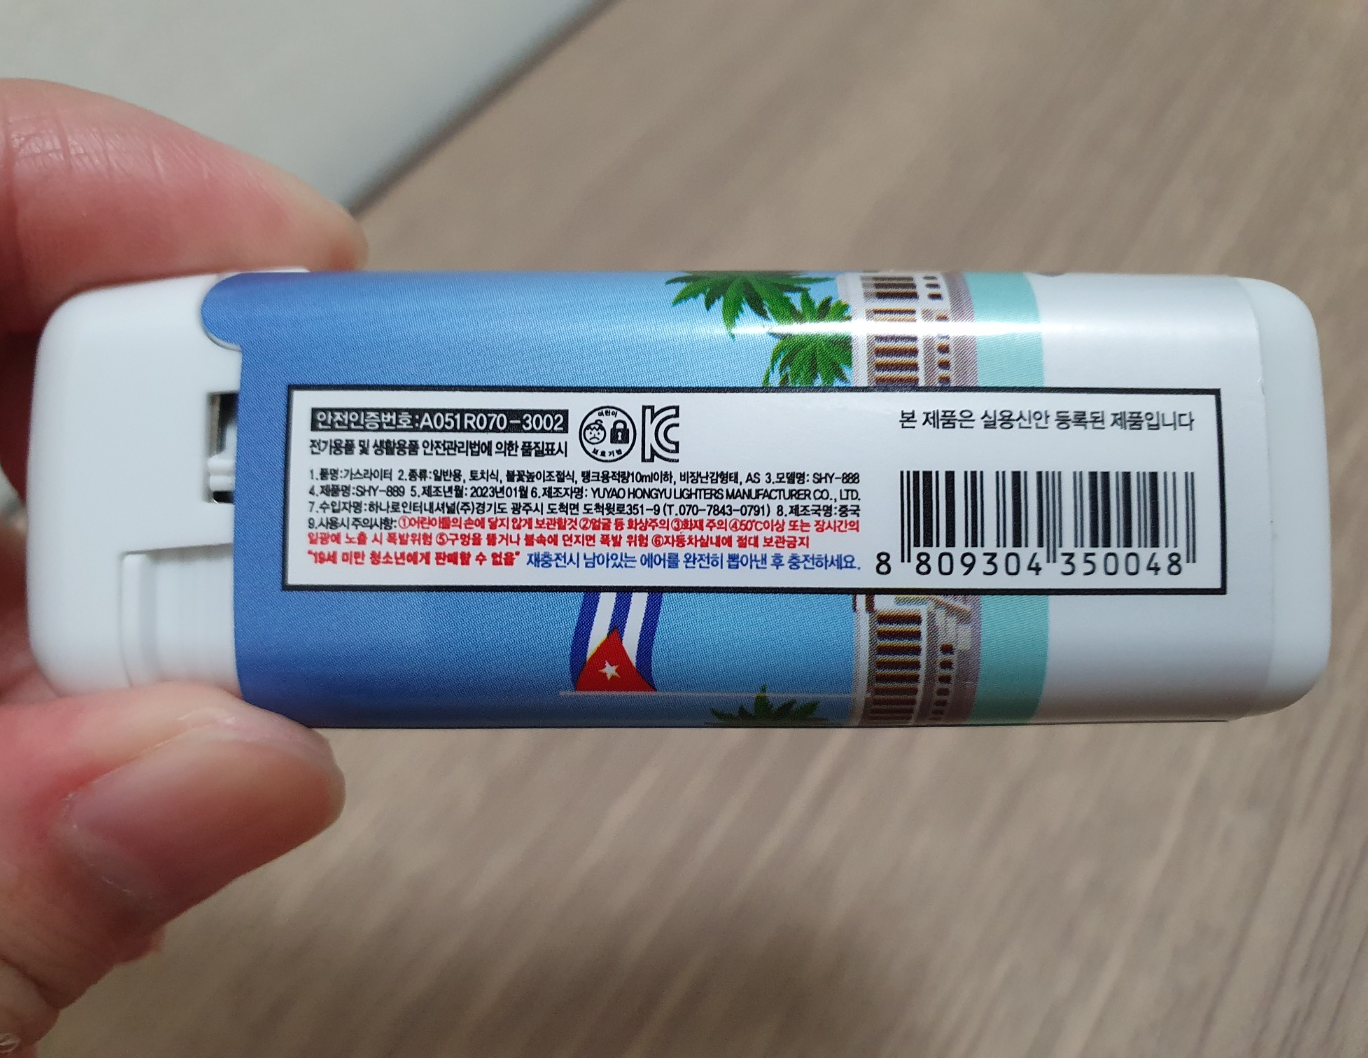 안전인증번호:A051R070-3002
어린이
보호기능
본 제품은 실용신안 등록된 제품입니다
전기용품 및 생활용품 안전관리법에 의한 품질표시
1.품명:가스라이터 2.종류:일반용, 토치식, 불꽃높이조절식, 탱크용적량10ml이하, 비장난감형태, AS 3.모델명: SHY-888
4.제품명:SHY-889 5.제조년월: 2023년01월 6.제조자명: YUYAO HONGYU LIGHTERS MANUFACTURER CO., LTD.
7.수입자명:하나로인터내셔널(주)경기도 광주시 도척면 도척윗로351-9 (T.070-7843-0791) 8.제조국명:중국
9.사용시 주의사항: ①어린이들의 손에 닿지 않게 보관할것 ②얼굴 등 화상주의 ③화재 주의 ④50℃이상 또는 장시간의
일광에 노출 시 폭발위험 ⑤구멍을 뚫거나 불속에 던지면 폭발 위험 ⑥자동차실내에 절대 보관금지
"19세 미만 청소년에게 판매할 수 없음" 재충전시 남아있는 에어를 완전히 뽑아낸 후 충전하세요.
8 809304 350048